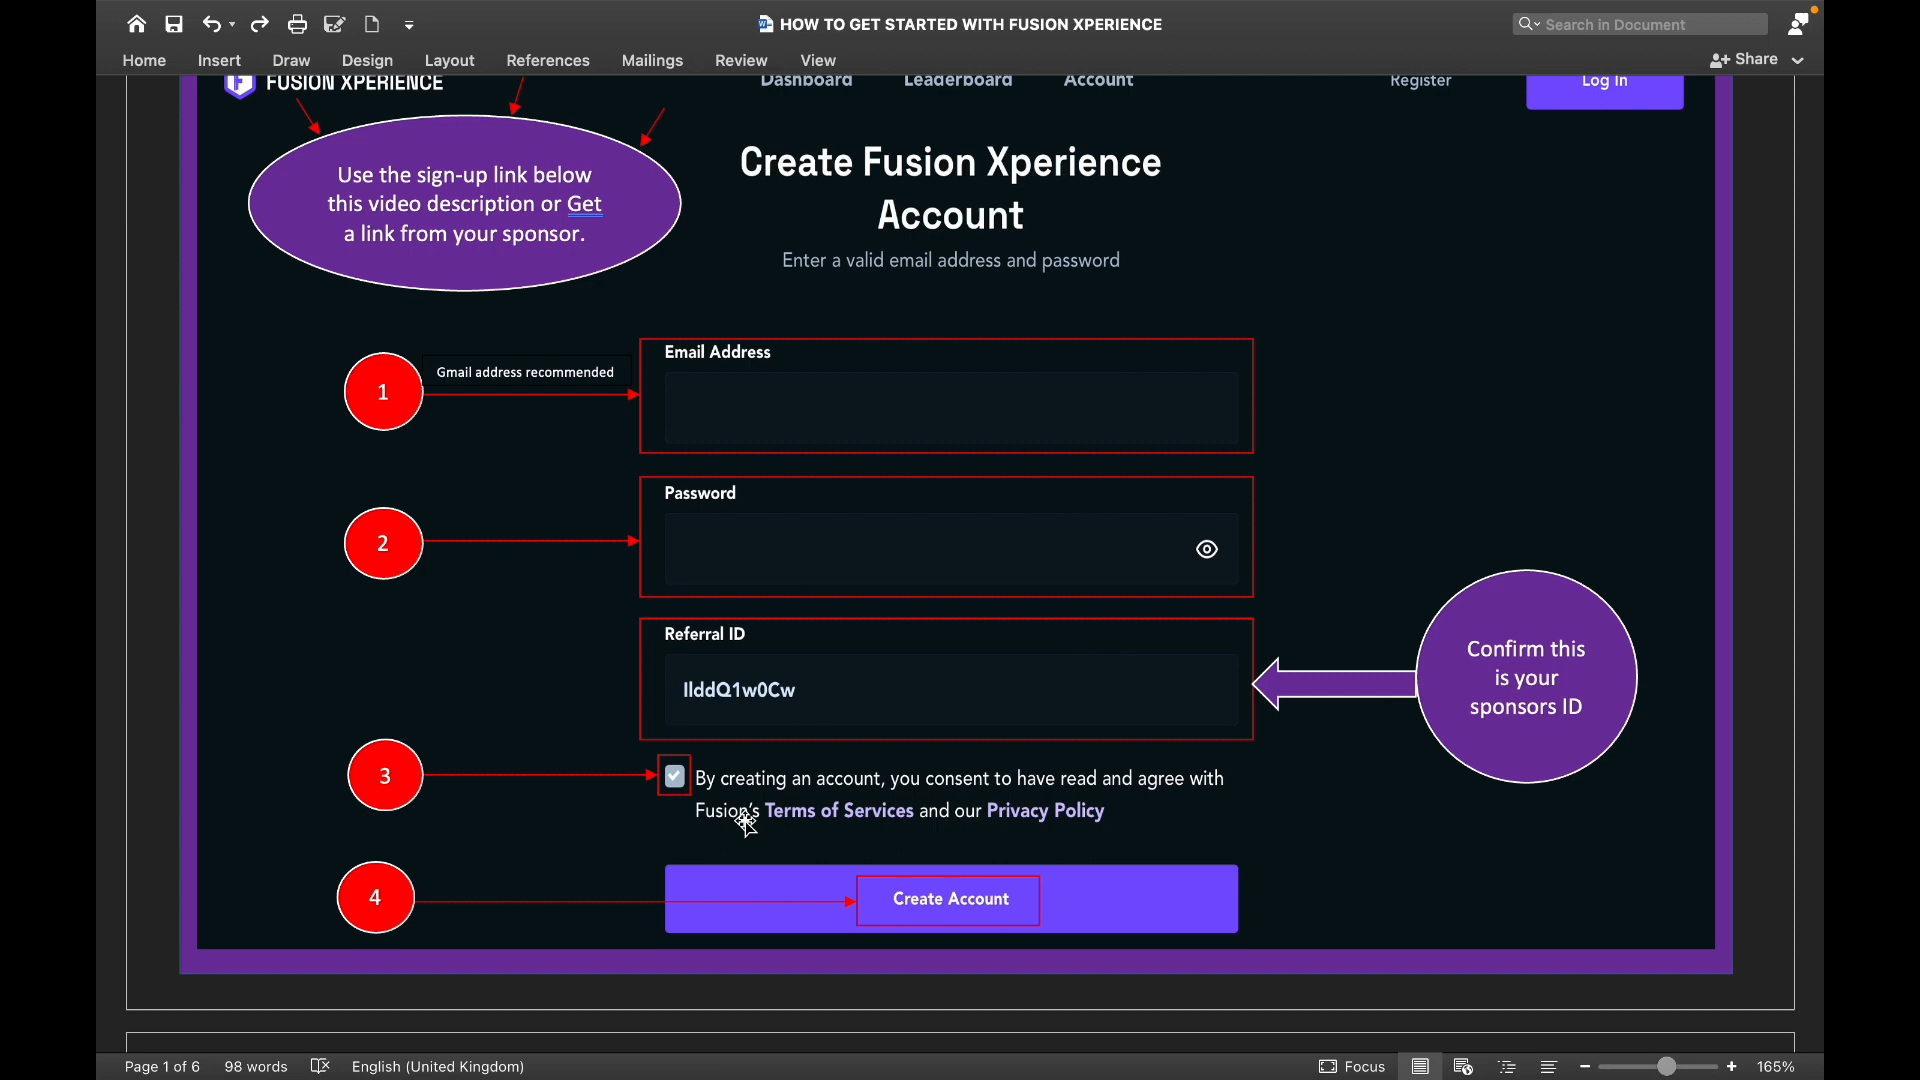 HOW TO GET STARTED WITH FUSION XPERIENCE
Search in Document
Home Insert Draw Design Layout References Mailings Review View
Share
FUSION XPERIENCE
Dashboard Leaderboard Account Register Log In
Use the sign-up link below
this video description or Get
a link from your sponsor.
Create Fusion Xperience
Account
Enter a valid email address and password
1
Gmail address recommended
Email Address
2
Password
Referral ID
IlddQ1w0Cw
Confirm this
is your
sponsors ID
3
By creating an account, you consent to have read and agree with
Fusion's Terms of Services and our Privacy Policy
4
Create Account
Page 1 of 6 98 words English (United Kingdom) Focus 165%